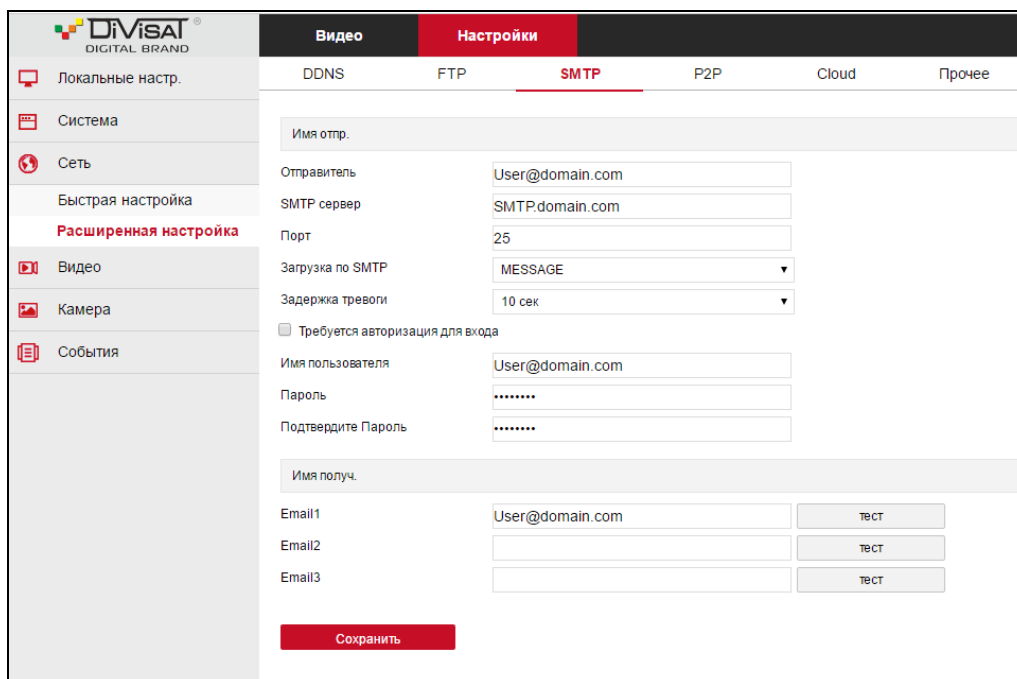 DiViSAT ®
DIGITAL BRAND
Видео
Настройки
Локальные настр.
Система
Сеть
Быстрая настройка
Расширенная настройка
Видео
Камера
События
DDNS
FTP
SMTP
P2P
Cloud
Прочее
Имя отпр.
Отправитель
User@domain.com
SMTP сервер
SMTP.domain.com
Порт
25
Загрузка по SMTP
MESSAGE
Задержка тревоги
10 сек
Требуется авторизация для входа
Имя пользователя
User@domain.com
Пароль
••••••••
Подтвердите Пароль
••••••••
Имя получ.
Email1
User@domain.com
тест
Email2
тест
Email3
тест
Сохранить